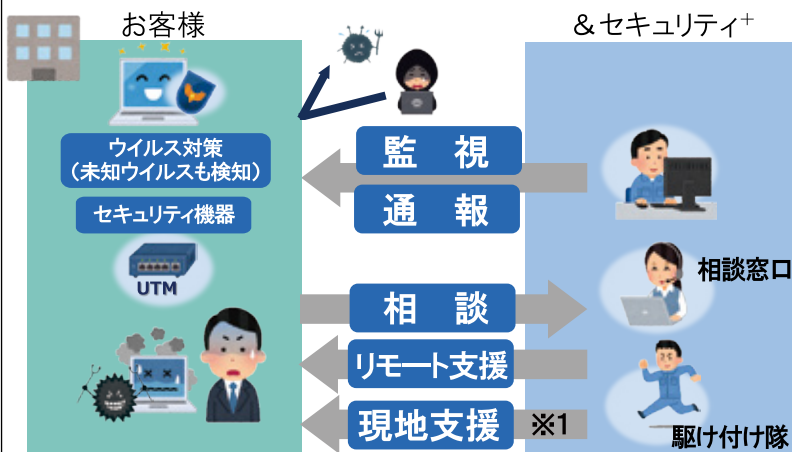 お客様
&セキュリティ+
ウイルス対策
(未知ウイルスも検知)
セキュリティ機器
UTM
監 視
通 報
相 談
リモート支援
現地支援
※1
相談窓口
駆け付け隊